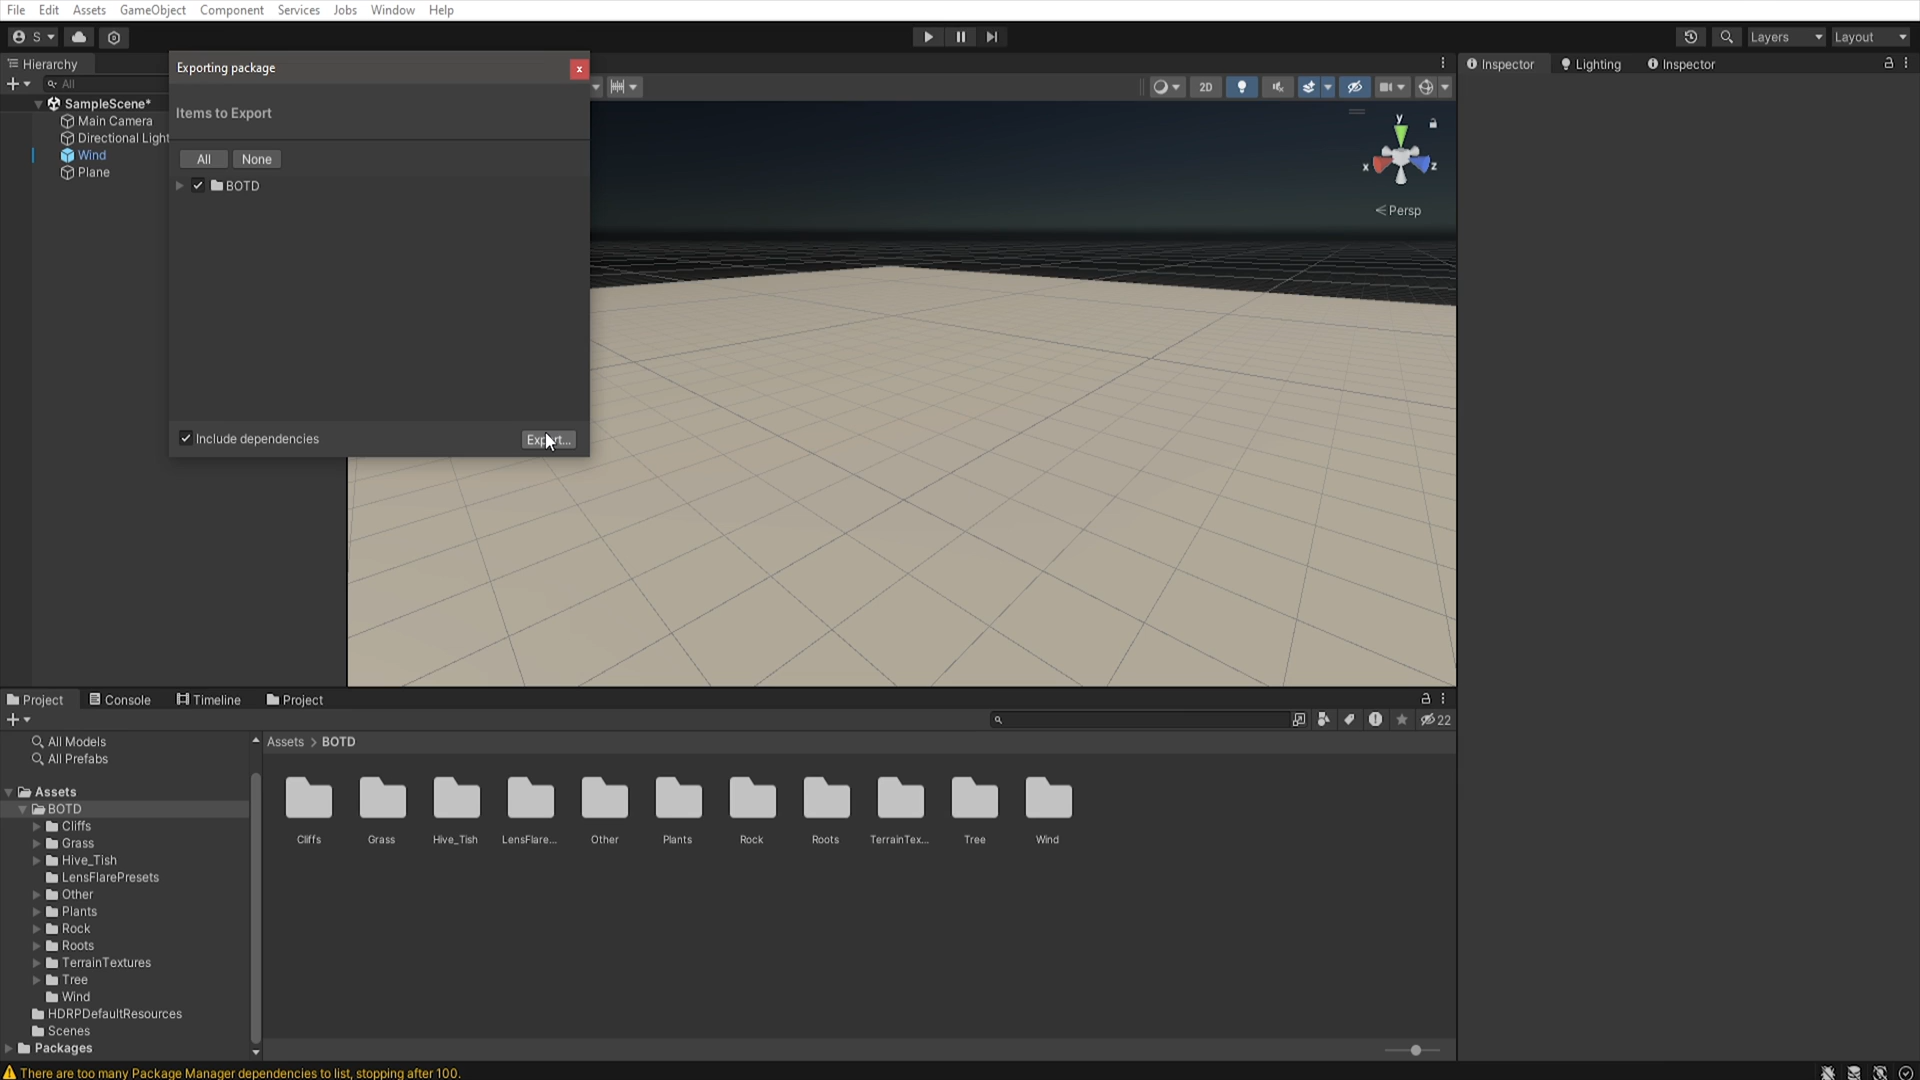 File Edit Assets GameObject Component Services Jobs Window Help
S Layers Layout
Hierarchy
All
SampleScene*
Main Camera
Directional Light
Wind
Plane
Exporting package
x
Items to Export
All None
BOTD
Include dependencies
2D
y
x z
Persp
Inspector Lighting Inspector
Project Console Timeline Project
22
All Models
All Prefabs
Assets
BOTD
Cliffs
Grass
Hive_Tish
LensFlarePresets
Other
Plants
Rock
Roots
TerrainTextures
Tree
Wind
HDRPDefaultResources
Scenes
Packages
Assets > BOTD
Cliffs Grass Hive_Tish LensFlare... Other Plants Rock Roots TerrainTex... Tree Wind
There are too many Package Manager dependencies to list, stopping after 100.